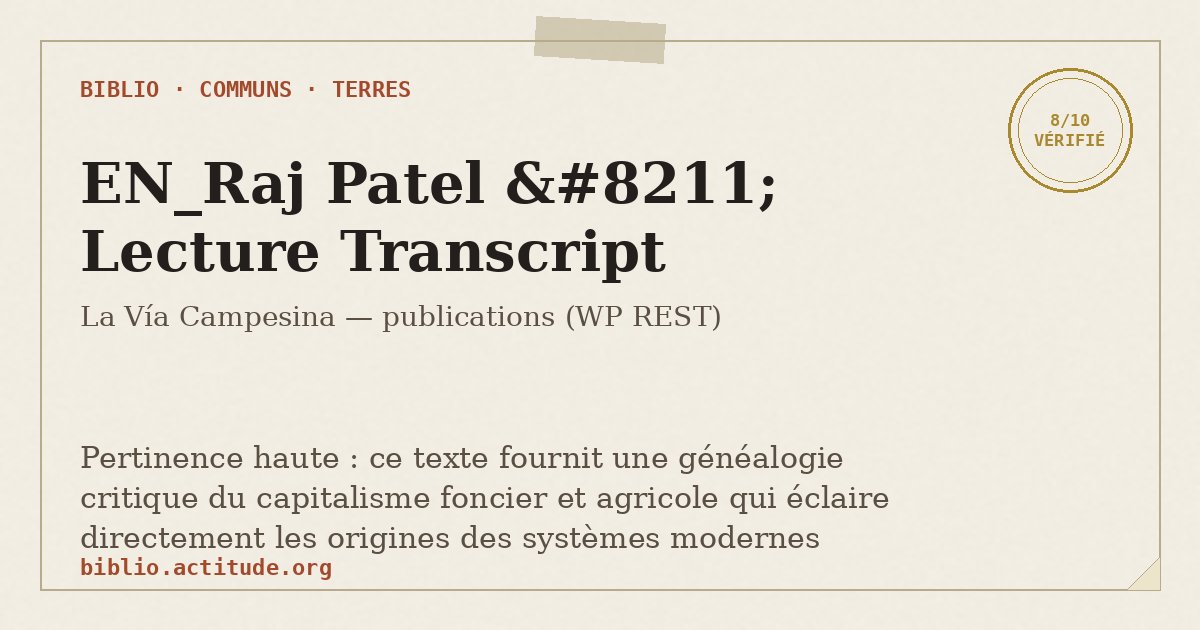 BIBLIO · COMMUNS · TERRES
8/10
VÉRIFIÉ
EN_Raj Patel &#8211;
Lecture Transcript
La Vía Campesina — publications (WP REST)
Pertinence haute : ce texte fournit une généalogie
critique du capitalisme foncier et agricole qui éclaire
directement les origines des systèmes modernes
biblio.actitude.org